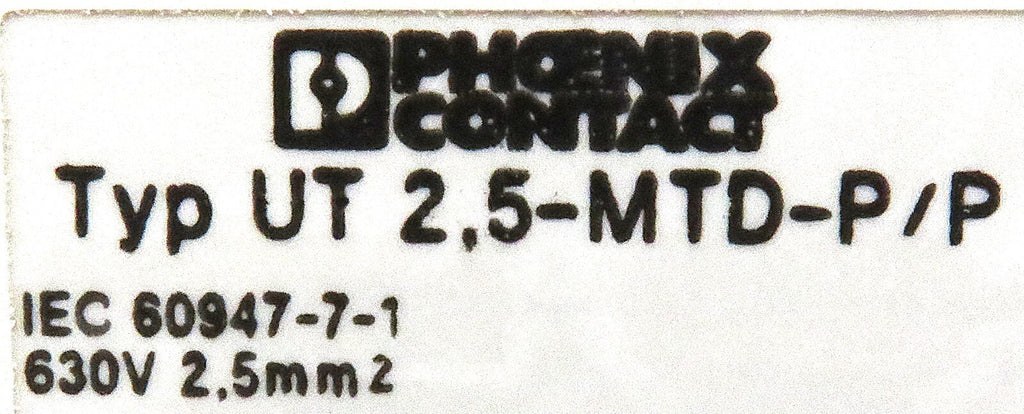 PHOENIX
CONTACT
Typ UT 2,5-MTD-P/P
IEC 60947-7-1
630V 2,5mm2